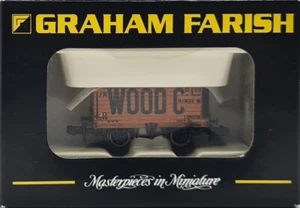 GRAHAM FARISH
WOOD C
Masterpieces in Miniature